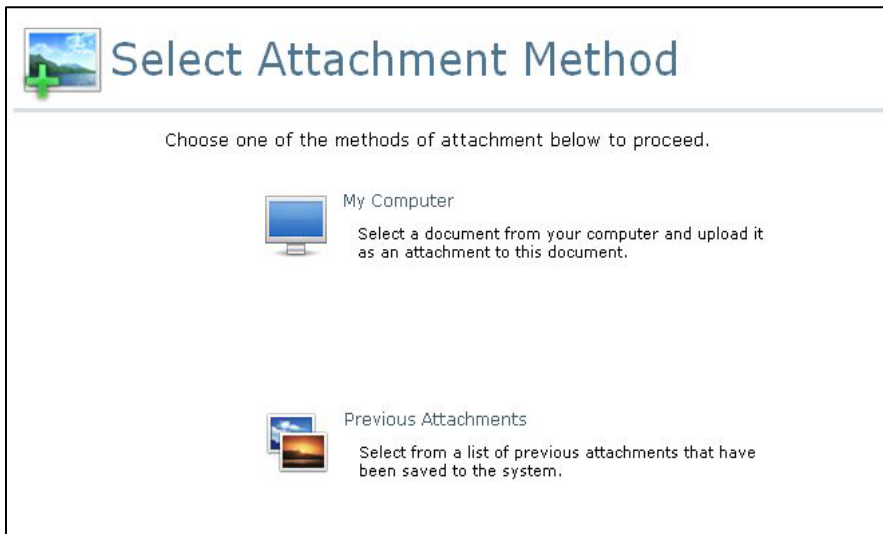 Select Attachment Method
Choose one of the methods of attachment below to proceed.
My Computer
Select a document from your computer and upload it
as an attachment to this document.
Previous Attachments
Select from a list of previous attachments that have
been saved to the system.